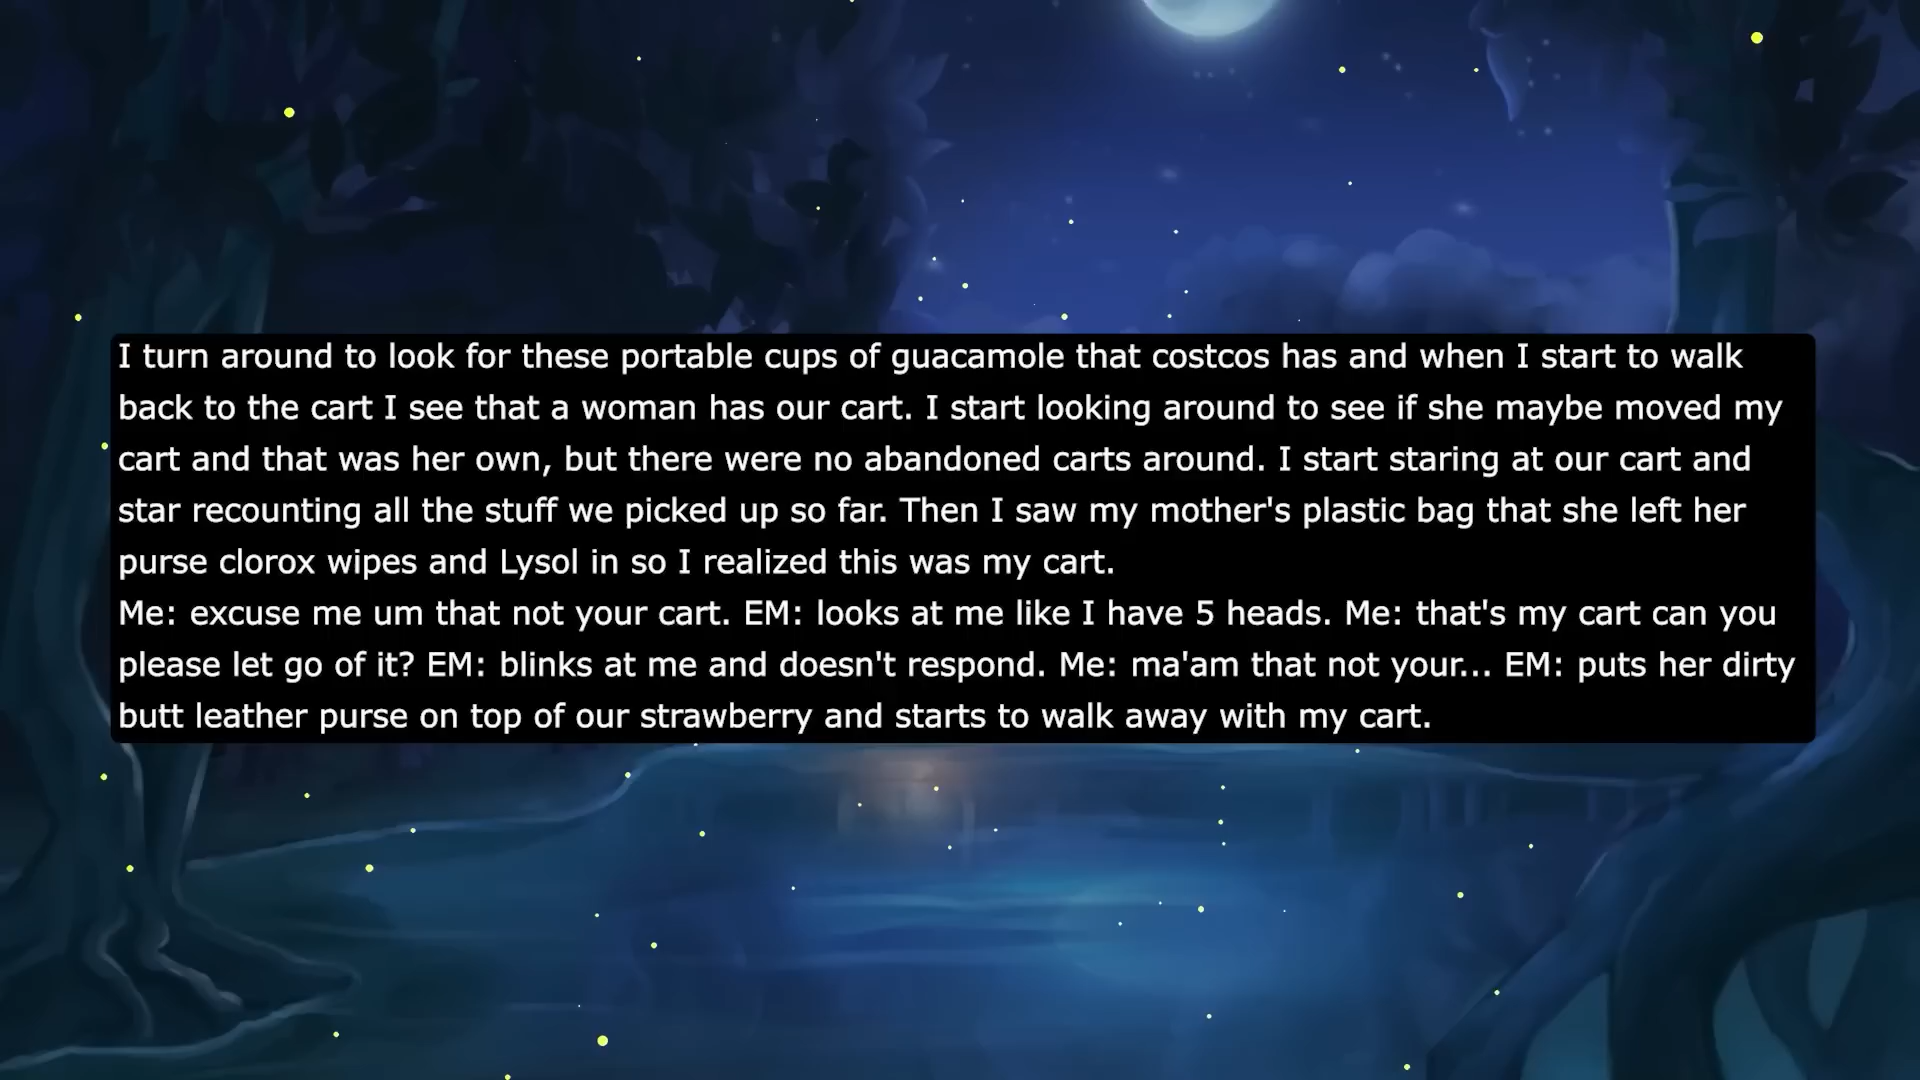 I turn around to look for these portable cups of guacamole that costcos has and when I start to walk
back to the cart I see that a woman has our cart. I start looking around to see if she maybe moved my
cart and that was her own, but there were no abandoned carts around. I start staring at our cart and
star recounting all the stuff we picked up so far. Then I saw my mother's plastic bag that she left her
purse clorox wipes and Lysol in so I realized this was my cart.
Me: excuse me um that not your cart. EM: looks at me like I have 5 heads. Me: that's my cart can you
please let go of it? EM: blinks at me and doesn't respond. Me: ma'am that not your... EM: puts her dirty
butt leather purse on top of our strawberry and starts to walk away with my cart.